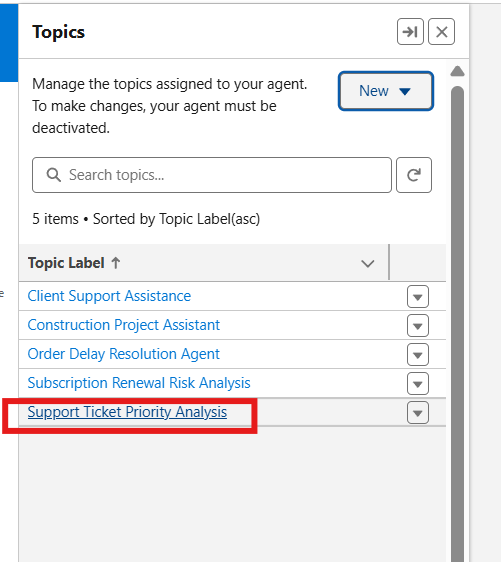 Topics
Manage the topics assigned to your agent.
To make changes, your agent must be
deactivated.
New
Search topics...
5 items • Sorted by Topic Label(asc)
Topic Label ↑
Client Support Assistance
Construction Project Assistant
Order Delay Resolution Agent
Subscription Renewal Risk Analysis
Support Ticket Priority Analysis